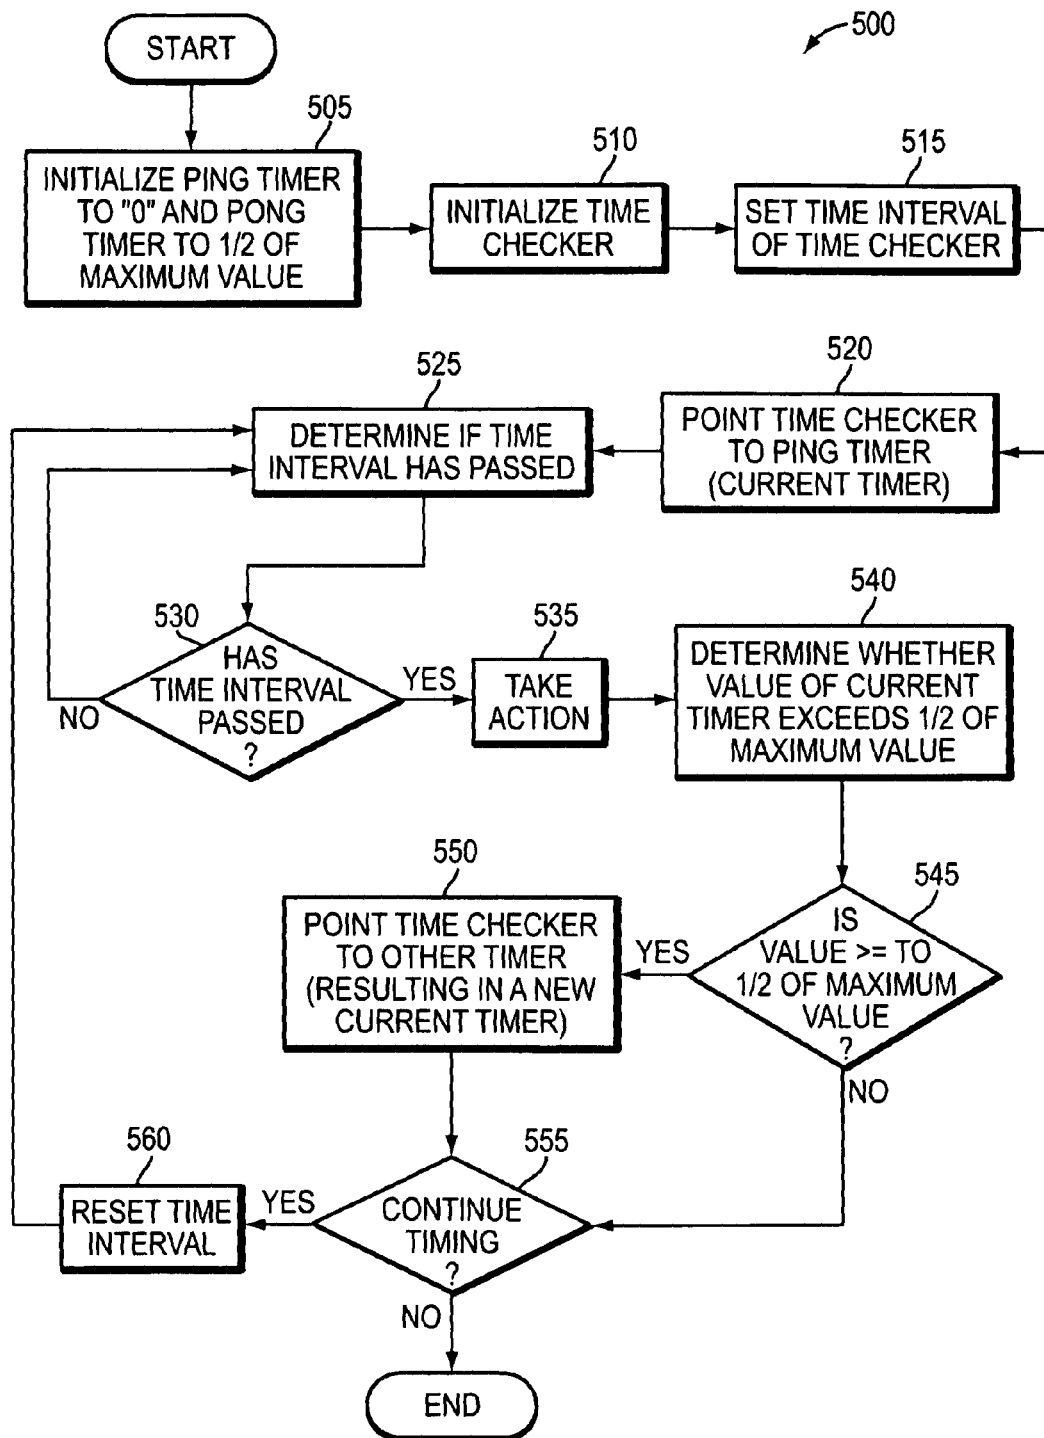 START
500
505
INITIALIZE PING TIMER
TO "0" AND PONG
TIMER TO 1/2 OF
MAXIMUM VALUE
510
INITIALIZE TIME
CHECKER
515
SET TIME INTERVAL
OF TIME CHECKER
520
POINT TIME CHECKER
TO PING TIMER
(CURRENT TIMER)
525
DETERMINE IF TIME
INTERVAL HAS PASSED
530
HAS
TIME INTERVAL
PASSED
?
NO
YES
535
TAKE
ACTION
540
DETERMINE WHETHER
VALUE OF CURRENT
TIMER EXCEEDS 1/2 OF
MAXIMUM VALUE
545
IS
VALUE >= TO
1/2 OF MAXIMUM
VALUE
?
YES
NO
550
POINT TIME CHECKER
TO OTHER TIMER
(RESULTING IN A NEW
CURRENT TIMER)
555
CONTINUE
TIMING
?
YES
NO
560
RESET TIME
INTERVAL
END